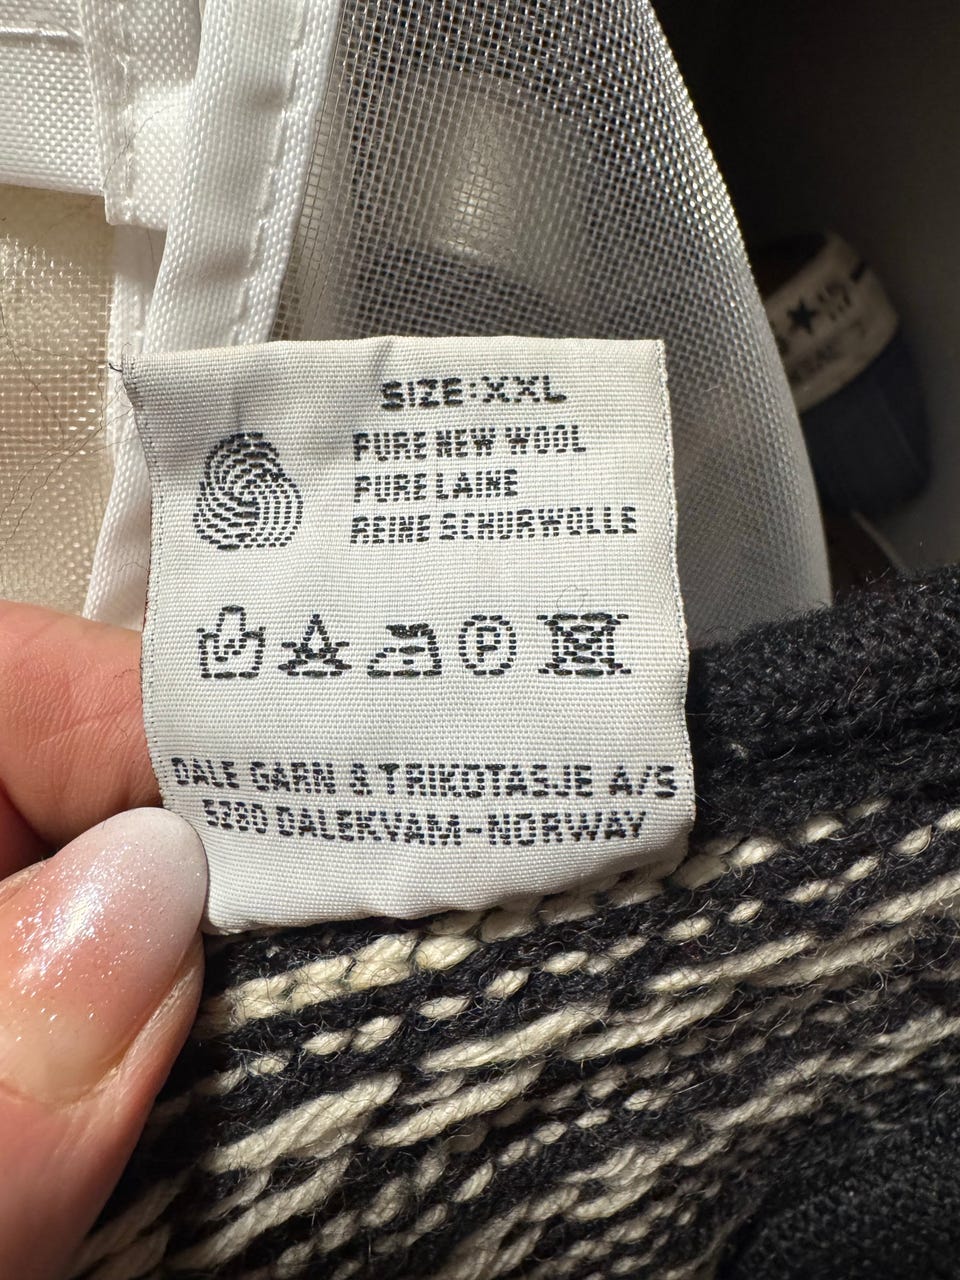 SIZE:XXL
PURE NEW WOOL
PURE LAINE
REINE SCHURWOLLE
P
DALE GARN & TRIKOTASJE A/S
5280 DALEKVAM-NORWAY